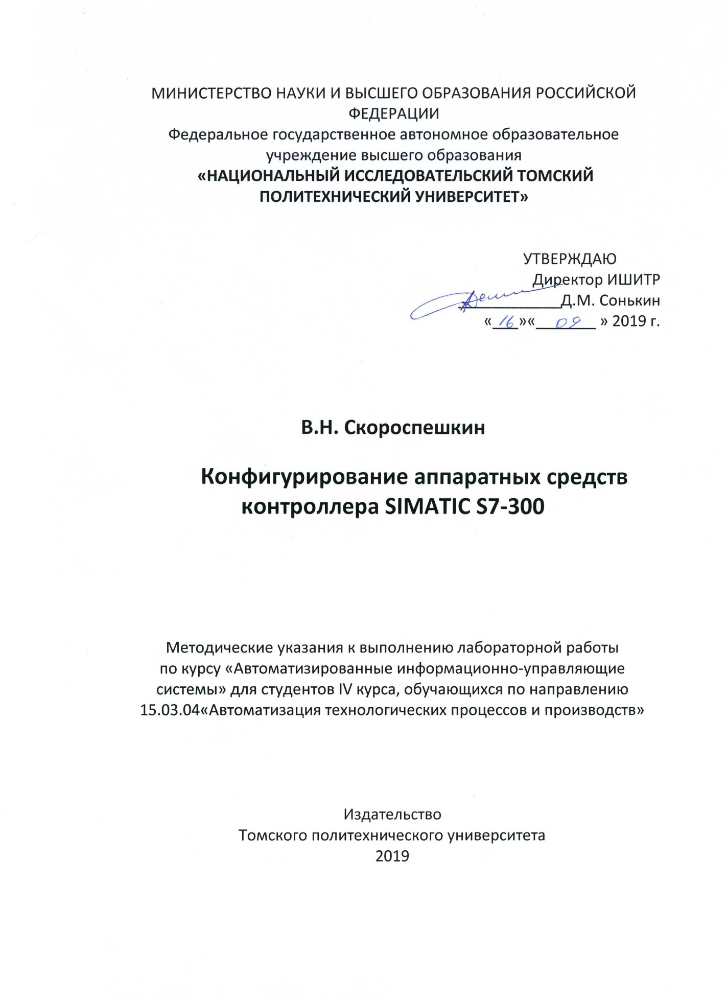 МИНИСТЕРСТВО НАУКИ И ВЫСШЕГО ОБРАЗОВАНИЯ РОССИЙСКОЙ
ФЕДЕРАЦИИ
Федеральное государственное автономное образовательное
учреждение высшего образования
«НАЦИОНАЛЬНЫЙ ИССЛЕДОВАТЕЛЬСКИЙ ТОМСКИЙ
ПОЛИТЕХНИЧЕСКИЙ УНИВЕРСИТЕТ»
УТВЕРЖДАЮ
Директор ИШИТР
____________Д.М. Сонькин
«16»«09» 2019 г.
В.Н. Скороспешкин
Конфигурирование аппаратных средств
контроллера SIMATIC S7-300
Методические указания к выполнению лабораторной работы
по курсу «Автоматизированные информационно-управляющие
системы» для студентов IV курса, обучающихся по направлению
15.03.04«Автоматизация технологических процессов и производств»
Издательство
Томского политехнического университета
2019